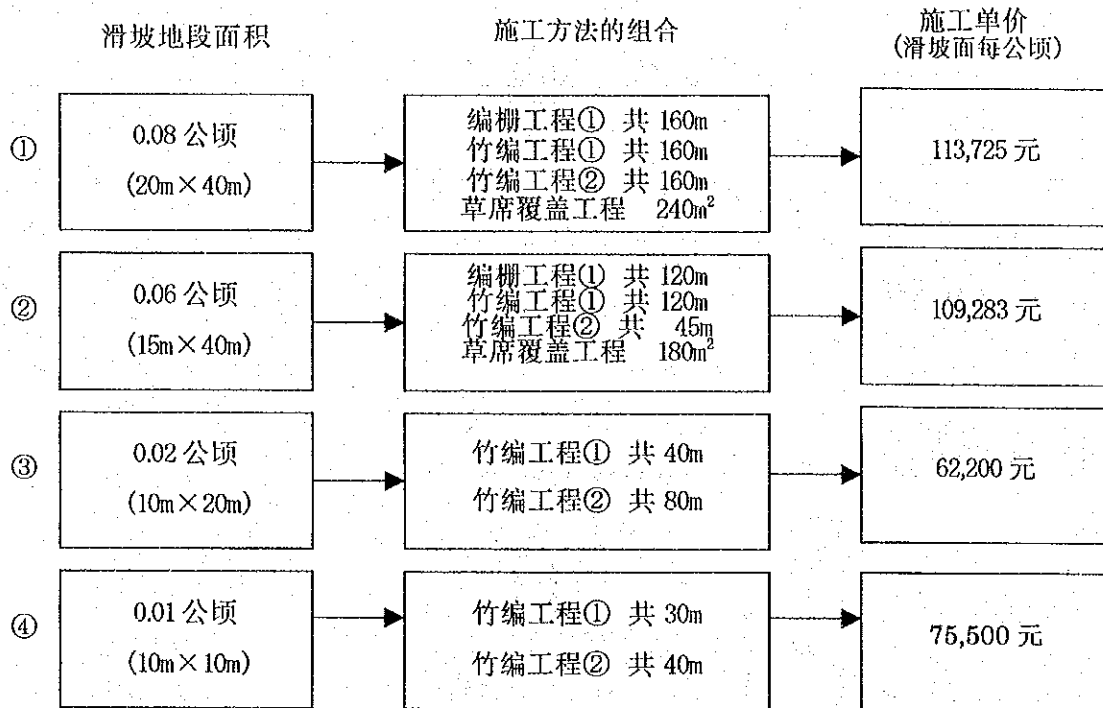 滑坡地段面积
施工方法的组合
施工单价
(滑坡面每公顷)
①
0.08 公顷
(20m×40m)
编栅工程① 共 160m
竹编工程① 共 160m
竹编工程② 共 160m
草席覆盖工程 240m²
113,725 元
②
0.06 公顷
(15m×40m)
编栅工程① 共 120m
竹编工程① 共 120m
竹编工程② 共 45m
草席覆盖工程 180m²
109,283 元
③
0.02 公顷
(10m×20m)
竹编工程① 共 40m
竹编工程② 共 80m
62,200 元
④
0.01 公顷
(10m×10m)
竹编工程① 共 30m
竹编工程② 共 40m
75,500 元